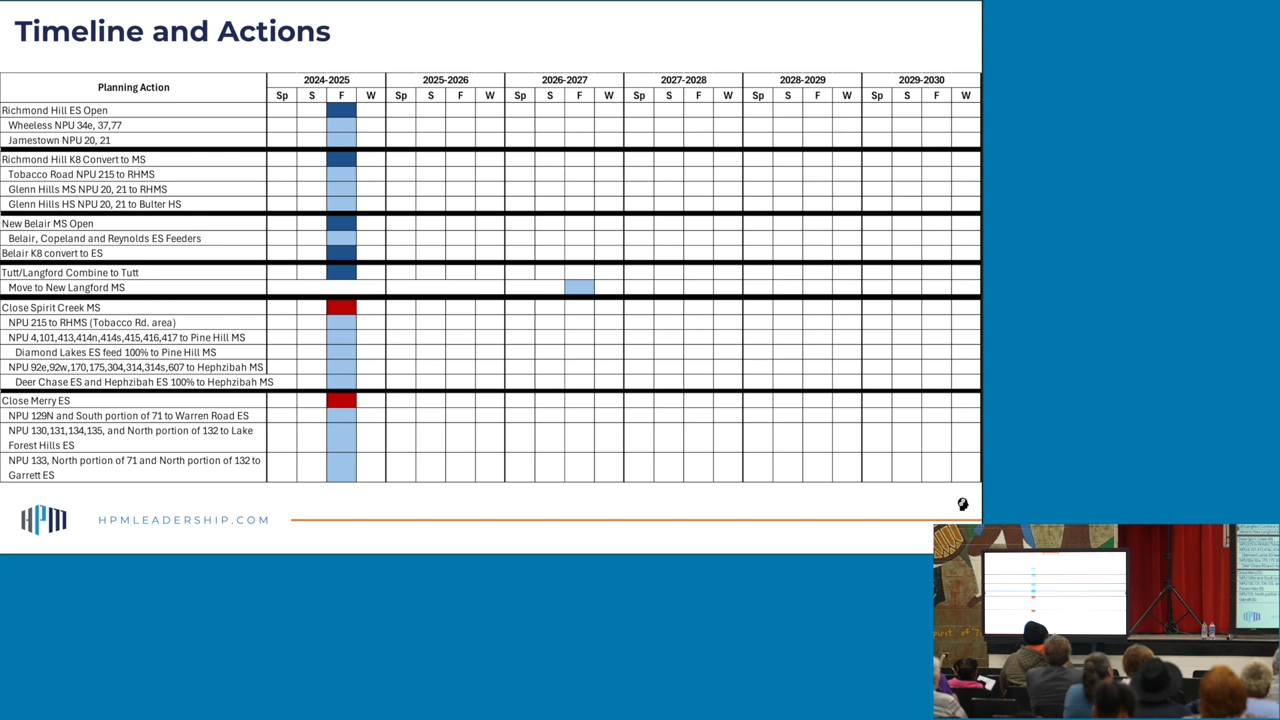 Timeline and Actions
Planning Action 2024-2025 2025-2026 2026-2027 2027-2028 2028-2029 2029-2030
Sp S F W Sp S F W Sp S F W Sp S F W Sp S F W Sp S F W
Richmond Hill ES Open
Wheeless NPU 34e, 37,77
Jamestown NPU 20, 21
Richmond Hill K8 Convert to MS
Tobacco Road NPU 215 to RHMS
Glenn Hills MS NPU 20, 21 to RHMS
Glenn Hills HS NPU 20, 21 to Bulter HS
New Belair MS Open
Belair, Copeland and Reynolds ES Feeders
Belair K8 convert to ES
Tutt/Langford Combine to Tutt
Move to New Langford MS
Close Spirit Creek MS
NPU 215 to RHMS (Tobacco Rd. area)
NPU 4,101,413,414n,414s,415,416,417 to Pine Hill MS
Diamond Lakes ES feed 100% to Pine Hill MS
NPU 92e,92w,170,175,304,314,314s,607 to Hephzibah MS
Deer Chase ES and Hephzibah ES 100% to Hephzibah MS
Close Merry ES
NPU 129N and South portion of 71 to Warren Road ES
NPU 130,131,134,135, and North portion of 132 to Lake
Forest Hills ES
NPU 133, North portion of 71 and North portion of 132 to
Garrett ES
HPM HPMLEADERSHIP.COM